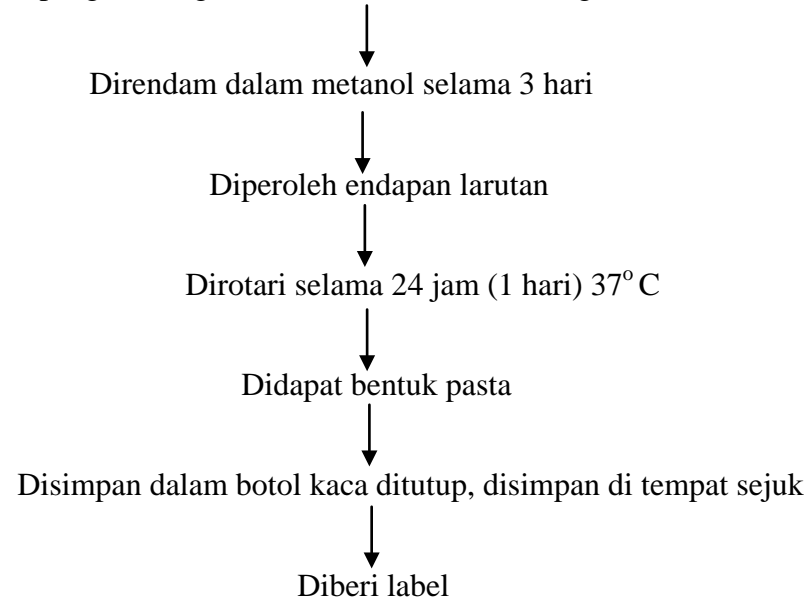 Direndam dalam metanol selama 3 hari
Diperoleh endapan larutan
Dirotari selama 24 jam (1 hari) 37° C
Didapat bentuk pasta
Disimpan dalam botol kaca ditutup, disimpan di tempat sejuk
Diberi label